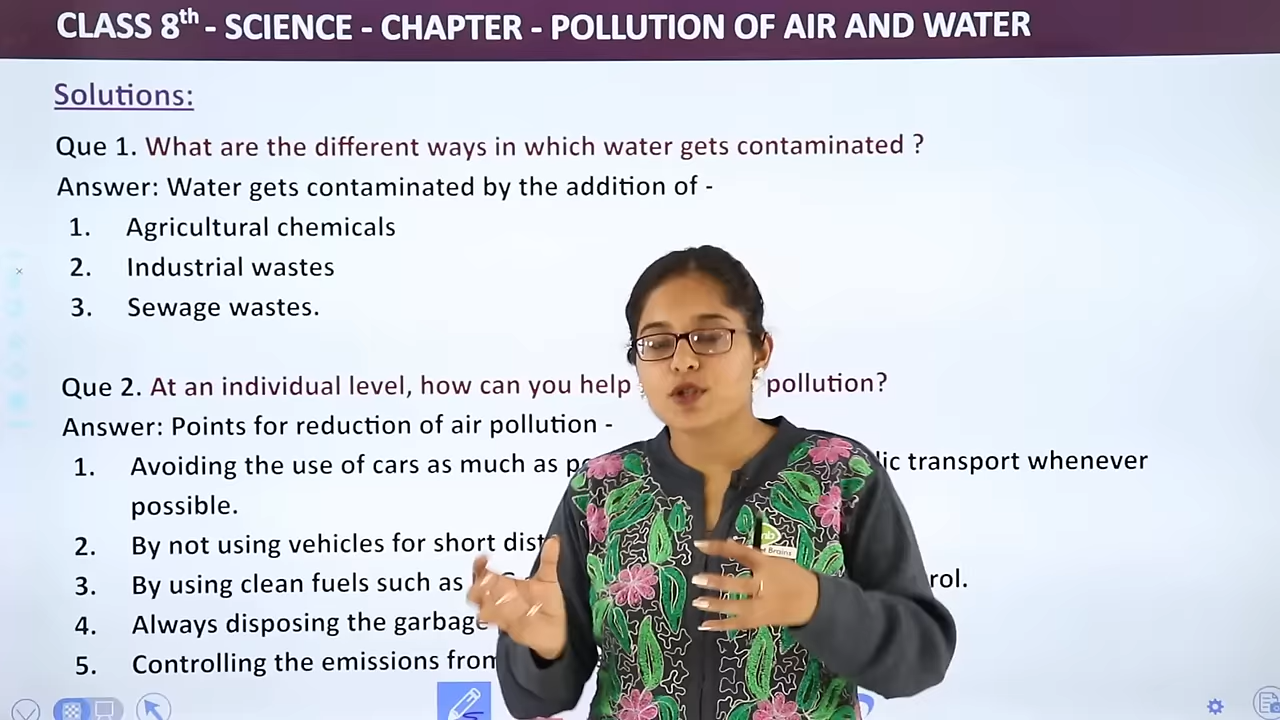 CLASS 8th - SCIENCE - CHAPTER - POLLUTION OF AIR AND WATER
Solutions:
Que 1. What are the different ways in which water gets contaminated ?
Answer: Water gets contaminated by the addition of -
1. Agricultural chemicals
2. Industrial wastes
3. Sewage wastes.
Que 2. At an individual level, how can you help pollution?
Answer: Points for reduction of air pollution -
1. Avoiding the use of cars as much as transport whenever
possible.
2. By not using vehicles for short
3. By using clean fuels such as
4. Always disposing the garbage
5. Controlling the emissions from
Brains